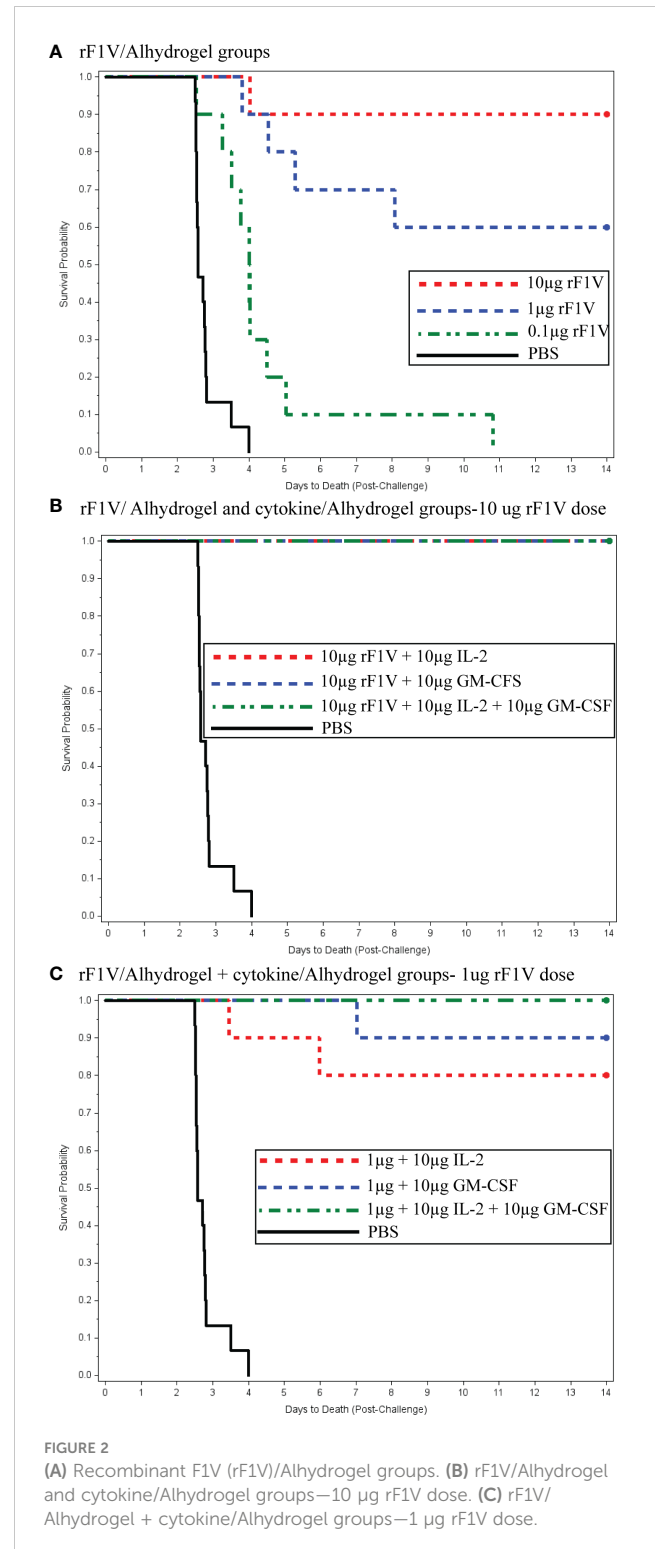 A rF1V/Alhydrogel groups
1.0
0.9
0.8
0.7
0.6
0.5
0.4
0.3
0.2
0.1
0.0
Survival Probability
10µg rF1V
1µg rF1V
0.1µg rF1V
PBS
0 1 2 3 4 5 6 7 8 9 10 11 12 13 14
Days to Death (Post-Challenge)
B rF1V/ Alhydrogel and cytokine/Alhydrogel groups-10 ug rF1V dose
1.0
0.9
0.8
0.7
0.6
0.5
0.4
0.3
0.2
0.1
0.0
Survival Probability
10µg rF1V + 10µg IL-2
10µg rF1V + 10µg GM-CFS
10µg rF1V + 10µg IL-2 + 10µg GM-CSF
PBS
0 1 2 3 4 5 6 7 8 9 10 11 12 13 14
Days to Death (Post-Challenge)
C rF1V/Alhydrogel + cytokine/Alhydrogel groups- 1ug rF1V dose
1.0
0.9
0.8
0.7
0.6
0.5
0.4
0.3
0.2
0.1
0.0
Survival Probability
1µg + 10µg IL-2
1µg + 10µg GM-CSF
1µg + 10µg IL-2 + 10µg GM-CSF
PBS
0 1 2 3 4 5 6 7 8 9 10 11 12 13 14
Days to Death (Post-Challenge)
FIGURE 2
(A) Recombinant F1V (rF1V)/Alhydrogel groups. (B) rF1V/Alhydrogel
and cytokine/Alhydrogel groups—10 µg rF1V dose. (C) rF1V/
Alhydrogel + cytokine/Alhydrogel groups—1 µg rF1V dose.